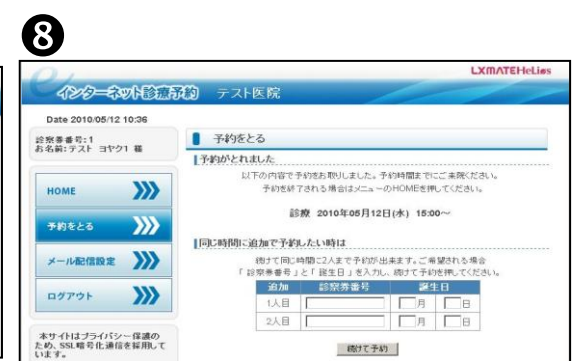 ❽
LXMATEHeLios
インターネット診療予約 テスト医院
Date 2010/05/12 10:36
診察券番号:1
お名前:テスト ヨヤク1 様
HOME
予約をとる
メール配信設定
ログアウト
本サイトはプライバシー保護の
ため、SSL暗号化通信を採用して
います。
予約をとる
予約がとれました
以下の内容で予約をお取りしました。予約時間までにご来院ください。
予約を終了される場合はメニューのHOMEを押してください。
診療 2010年05月12日(水) 15:00～
同じ時間に追加で予約したい時は
続けて同じ時間に2人まで予約が出来ます。ご希望される場合
「診察券番号」と「誕生日」を入力し、続けて予約を押してください。
追加 診察券番号 誕生日
1人目 月 日
2人目 月 日
続けて予約